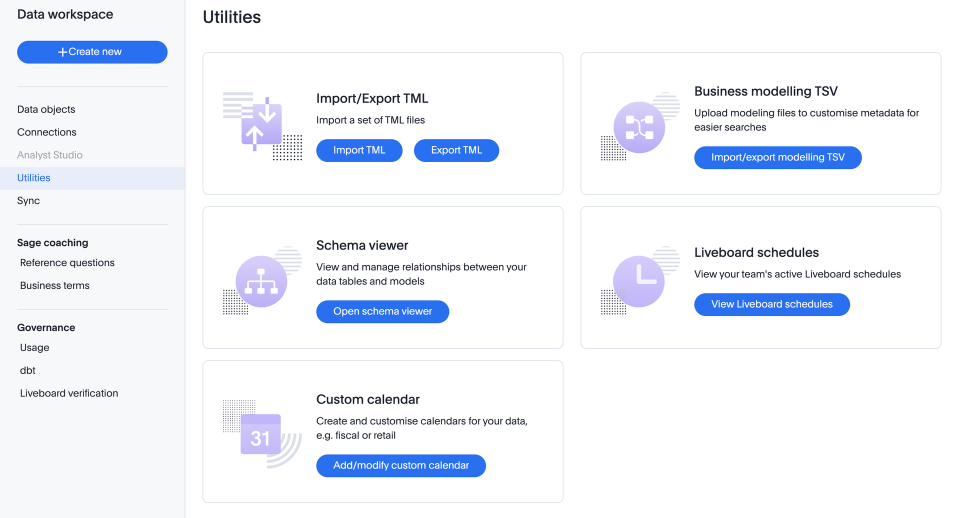 Data workspace
+Create new
Data objects
Connections
Analyst Studio
Utilities
Sync
Sage coaching
Reference questions
Business terms
Governance
Usage
dbt
Liveboard verification
Utilities
Import/Export TML
Import a set of TML files
Import TML
Export TML
Business modelling TSV
Upload modeling files to customise metadata for
easier searches
Import/export modelling TSV
Schema viewer
View and manage relationships between your
data tables and models
Open schema viewer
Liveboard schedules
View your team's active Liveboard schedules
View Liveboard schedules
31
Custom calendar
Create and customise calendars for your data,
e.g. fiscal or retail
Add/modify custom calendar